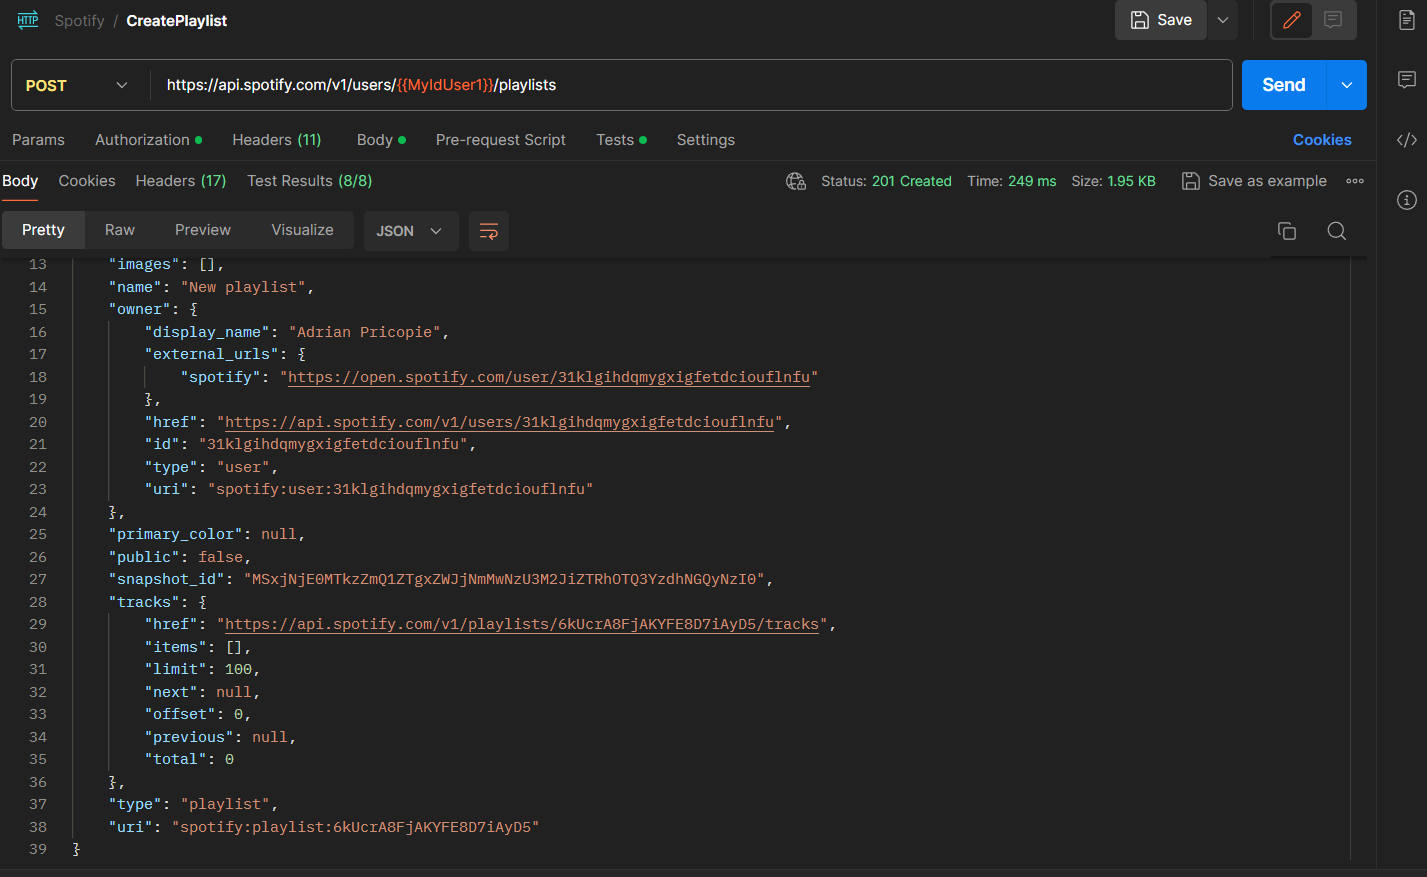 HTTP Spotify / CreatePlaylist Save
POST https://api.spotify.com/v1/users/{{MyIdUser1}}/playlists Send
Params Authorization Headers (11) Body Pre-request Script Tests Settings Cookies
Body Cookies Headers (17) Test Results (8/8) Status: 201 Created Time: 249 ms Size: 1.95 KB Save as example
Pretty Raw Preview Visualize JSON
13 "images": [],
14 "name": "New playlist",
15 "owner": {
16 "display_name": "Adrian Pricopie",
17 "external_urls": {
18 "spotify": "https://open.spotify.com/user/31klgihdqmygxigfetdciouflnfu"
19 },
20 "href": "https://api.spotify.com/v1/users/31klgihdqmygxigfetdciouflnfu",
21 "id": "31klgihdqmygxigfetdciouflnfu",
22 "type": "user",
23 "uri": "spotify:user:31klgihdqmygxigfetdciouflnfu"
24 },
25 "primary_color": null,
26 "public": false,
27 "snapshot_id": "MSxjNjE0MTkzZmQ1ZTgxZWJjNmMwNzU3M2JiZTRhOTQ3YzdhNGQyNzI0",
28 "tracks": {
29 "href": "https://api.spotify.com/v1/playlists/6kUcrA8FjAKYFE8D7iAyD5/tracks",
30 "items": [],
31 "limit": 100,
32 "next": null,
33 "offset": 0,
34 "previous": null,
35 "total": 0
36 },
37 "type": "playlist",
38 "uri": "spotify:playlist:6kUcrA8FjAKYFE8D7iAyD5"
39 }